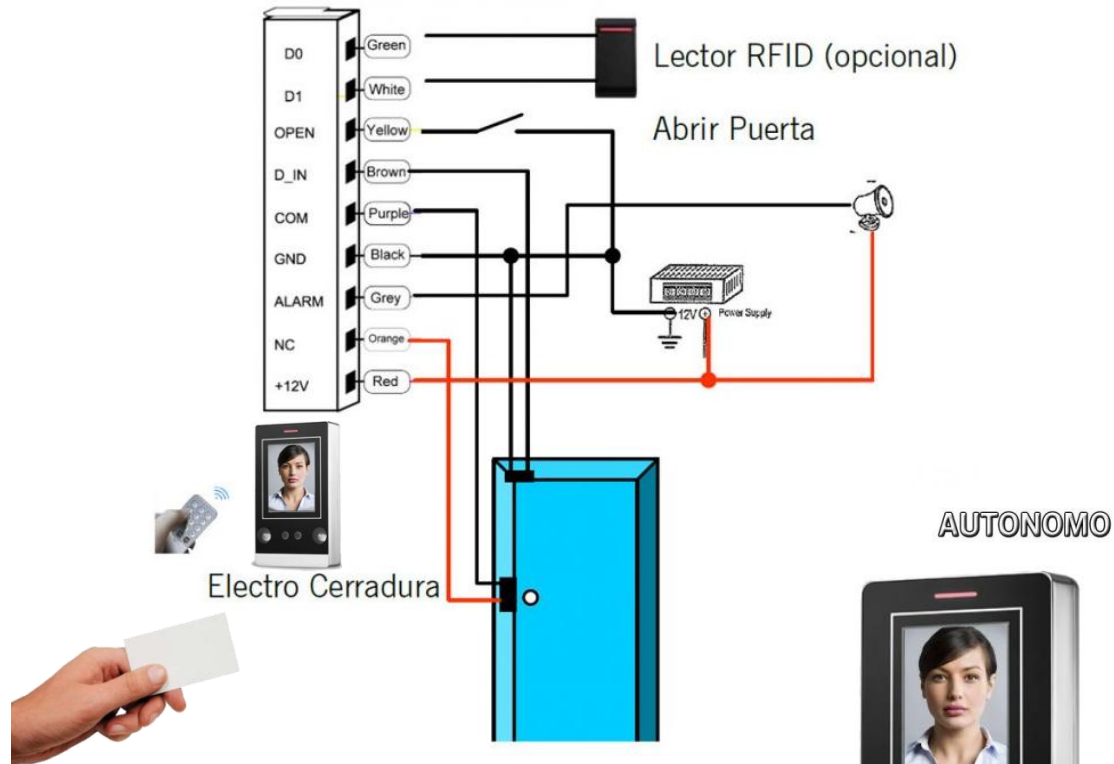 D0 Green
Lector RFID (opcional)
D1 White
OPEN Yellow
Abrir Puerta
D_IN Brown
COM Purple
GND Black
ALARM Grey
12V Power Supply
NC Orange
+12V Red
AUTONOMO
Electro Cerradura